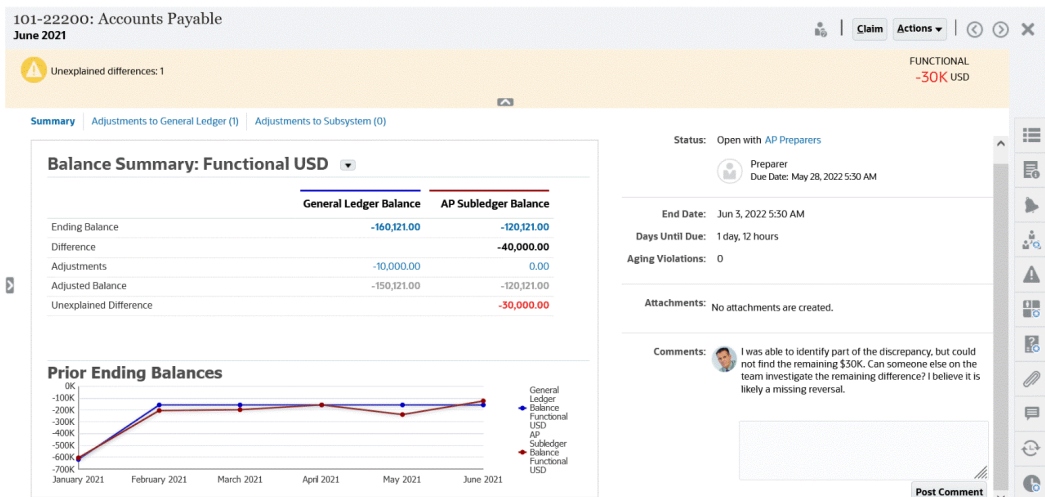 101-22200: Accounts Payable
June 2021
Claim
Actions
Unexplained differences: 1
FUNCTIONAL
-30K USD
Summary
Adjustments to General Ledger (1)
Adjustments to Subsystem (0)
Balance Summary: Functional USD
General Ledger Balance AP Subledger Balance
Ending Balance -160,121.00 -120,121.00
Difference -40,000.00
Adjustments -10,000.00 0.00
Adjusted Balance -150,121.00 -120,121.00
Unexplained Difference -30,000.00
Prior Ending Balances
0K
-100K
-200K
-300K
-400K
-500K
-600K
-700K
January 2021 February 2021 March 2021 April 2021 May 2021 June 2021
General
Ledger
Balance
Functional
USD
AP
Subledger
Balance
Functional
USD
Status: Open with AP Preparers
Preparer
Due Date: May 28, 2022 5:30 AM
End Date: Jun 3, 2022 5:30 AM
Days Until Due: 1 day, 12 hours
Aging Violations: 0
Attachments: No attachments are created.
Comments: I was able to identify part of the discrepancy, but could
not find the remaining $30K. Can someone else on the
team investigate the remaining difference? I believe it is
likely a missing reversal.
Post Comment